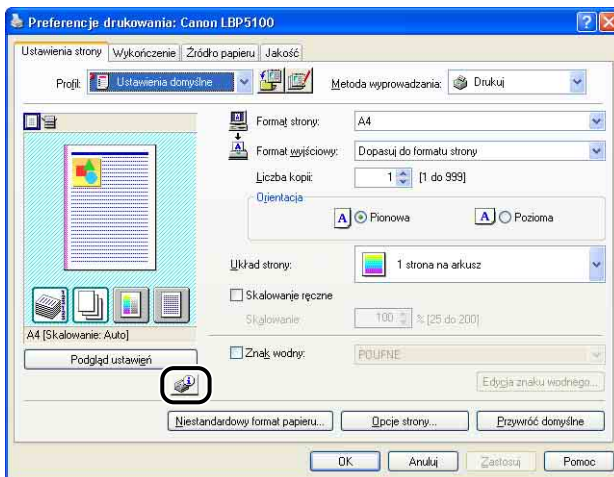 Preferencje drukowania: Canon LBP5100
Ustawienia strony Wykończenie Źródło papieru Jakość
Profil: Ustawienia domyślne Metoda wyprowadzania: Drukuj
Format strony: A4
Format wyjściowy: Dopasuj do formatu strony
Liczba kopii: 1 [1 do 999]
Orientacja
A Pionowa A Pozioma
Układ strony: 1 strona na arkusz
Skalowanie ręczne
Skalowanie: 100 % [25 do 200]
A4 [Skalowanie: Auto]
Podgląd ustawień
Znak wodny: POUFNE
Edycja znaku wodnego...
Niestandardowy format papieru... Opcje strony... Przywróć domyślne
OK Anuluj Zastosuj Pomoc